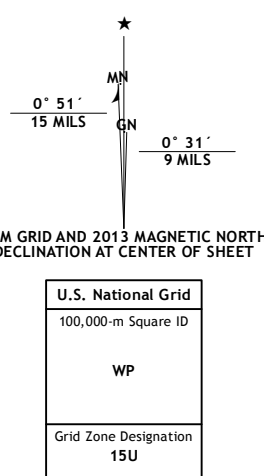 ★
MN
0° 51´
15 MILS
GN
0° 31´
9 MILS
M GRID AND 2013 MAGNETIC NORTH
DECLINATION AT CENTER OF SHEET
U.S. National Grid
100,000-m Square ID
WP
Grid Zone Designation
15U